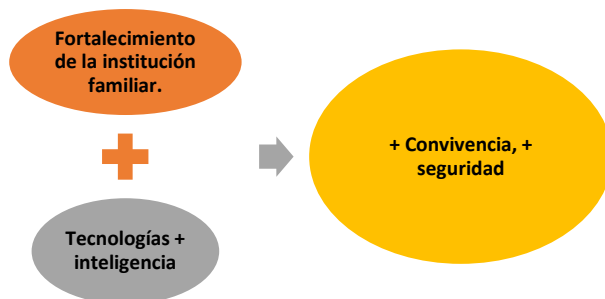 Fortalecimiento
de la institución
familiar.
Tecnologías +
inteligencia
+ Convivencia, +
seguridad